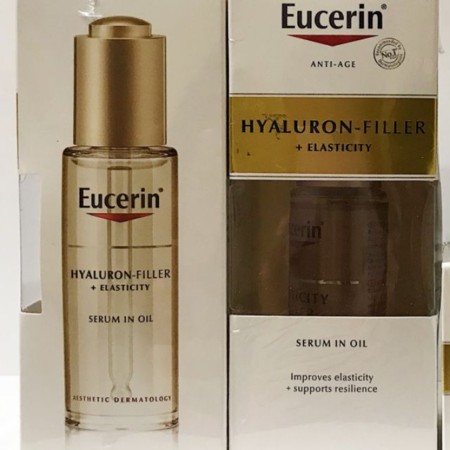 Eucerin®
HYALURON-FILLER
+ ELASTICITY
SERUM IN OIL
AESTHETIC DERMATOLOGY
Eucerin®
ANTI-AGE
HYALURON-FILLER
+ ELASTICITY
cerin®
SERUM IN OIL
Improves elasticity
+ supports resilience